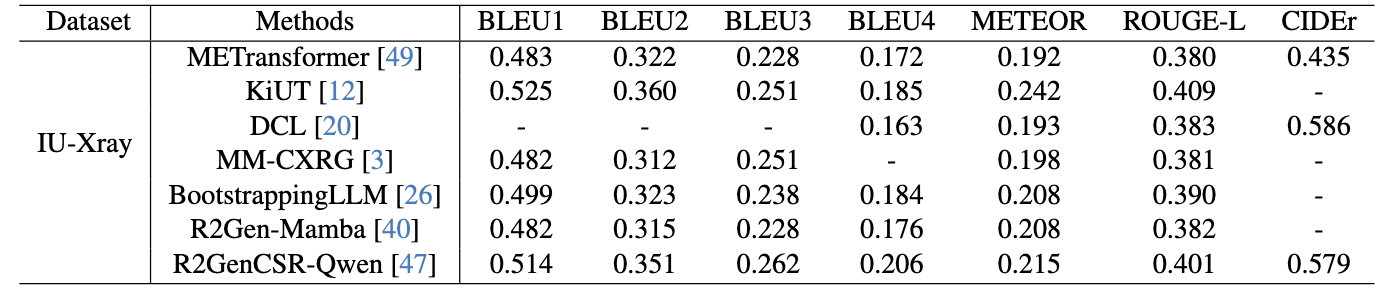 Dataset Methods BLEU1 BLEU2 BLEU3 BLEU4 METEOR ROUGE-L CIDEr
METransformer [49] 0.483 0.322 0.228 0.172 0.192 0.380 0.435
KiUT [12] 0.525 0.360 0.251 0.185 0.242 0.409 -
DCL [20] - - - 0.163 0.193 0.383 0.586
IU-Xray
MM-CXRG [3] 0.482 0.312 0.251 - 0.198 0.381 -
BootstrappingLLM [26] 0.499 0.323 0.238 0.184 0.208 0.390 -
R2Gen-Mamba [40] 0.482 0.315 0.228 0.176 0.208 0.382 -
R2GenCSR-Qwen [47] 0.514 0.351 0.262 0.206 0.215 0.401 0.579